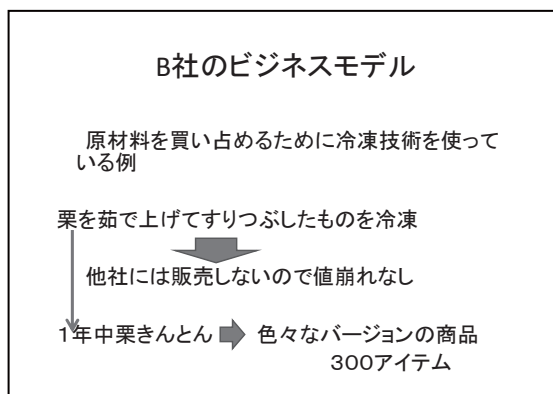 B社のビジネスモデル
原材料を買い占めるために冷凍技術を使って
いる例
栗を茹で上げてすりつぶしたものを冷凍
他社には販売しないので値崩れなし
１年中栗きんとん 色々なバージョンの商品
３００アイテム